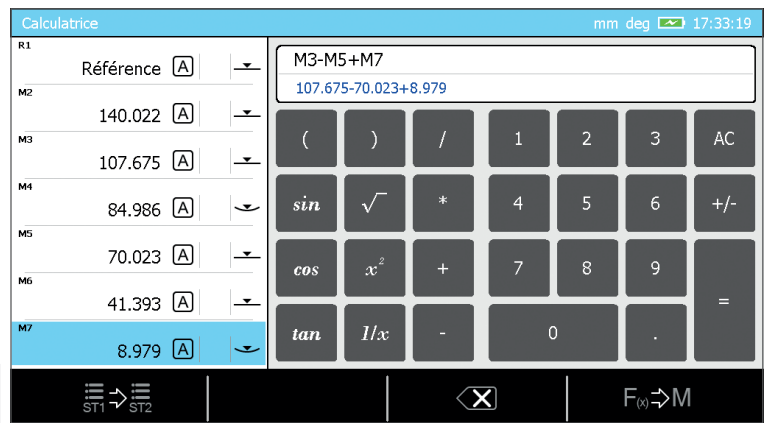 Calculatrice mm deg 17:33:19
R1
Référence A
M2
140.022 A
M3
107.675 A
M4
84.986 A
M5
70.023 A
M6
41.393 A
M7
8.979 A
M3-M5+M7
107.675-70.023+8.979
( ) / 1 2 3 AC
sin √ * 4 5 6 +/-
cos x² + 7 8 9 =
tan 1/x - 0 .
ST1 ST2 X F(x) M